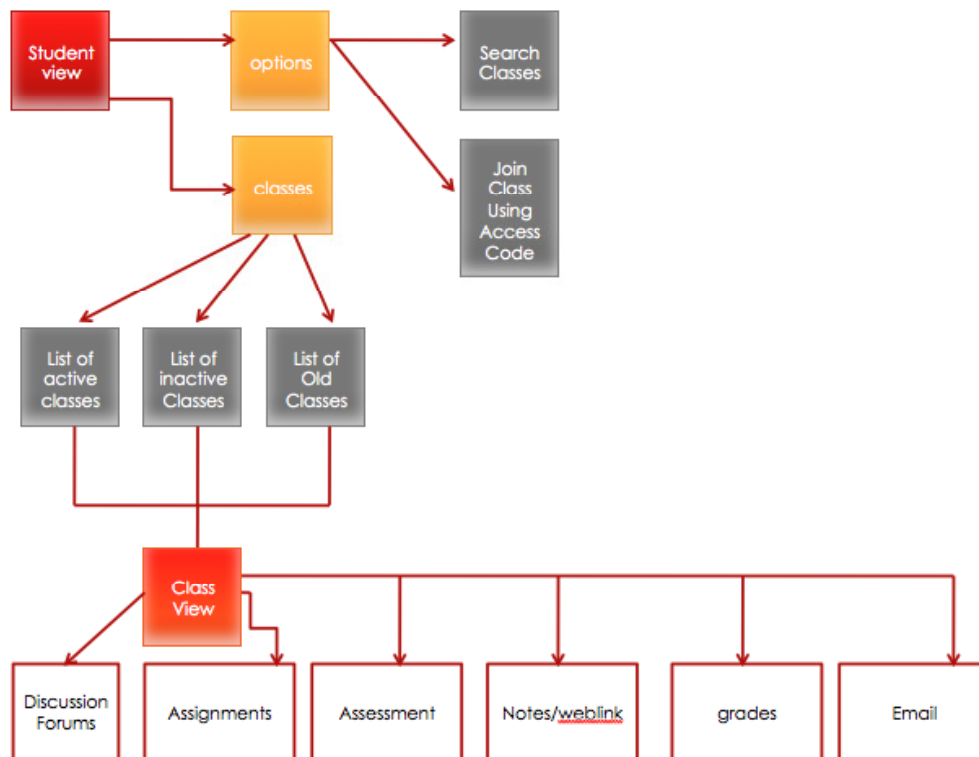 Student
view
options
Search
Classes
classes
Join
Class
Using
Access
Code
List of
active
classes
List of
inactive
Classes
List of
Old
Classes
Class
View
Discussion
Forums
Assignments
Assessment
Notes/weblink
grades
Email